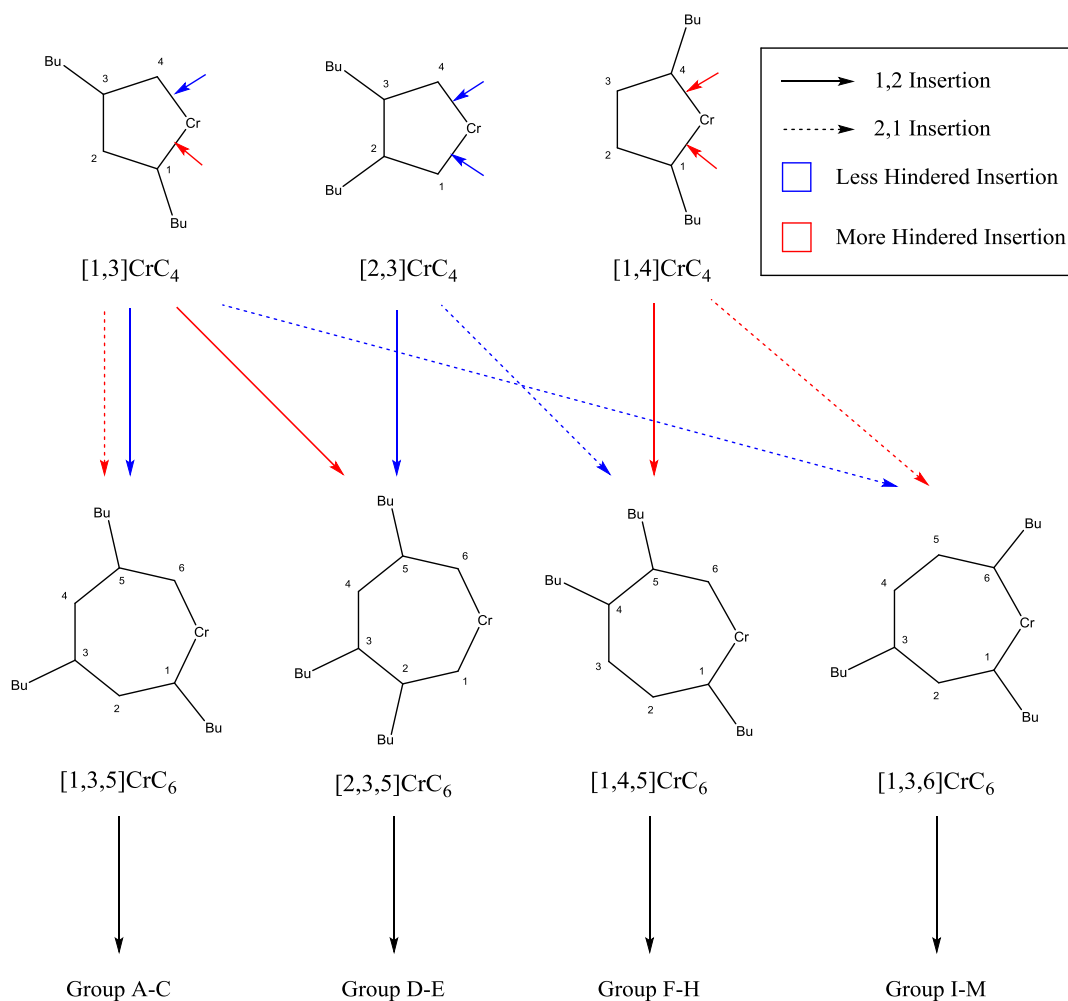 Bu
4
3
Cr
2
1
Bu
[1,3]CrC4
Bu
4
3
Cr
2
1
Bu
[2,3]CrC4
Bu
4
3
Cr
2
1
Bu
[1,4]CrC4
1,2 Insertion
2,1 Insertion
Less Hindered Insertion
More Hindered Insertion
Bu
6
5
4
Cr
3
1
Bu
2
Bu
[1,3,5]CrC6
Bu
6
5
4
Cr
3
2
Bu
1
Bu
[2,3,5]CrC6
Bu
6
5
Bu
4
Cr
3
1
2
Bu
[1,4,5]CrC6
Bu
5
6
4
Cr
3
1
Bu
2
Bu
[1,3,6]CrC6
Group A-C
Group D-E
Group F-H
Group I-M